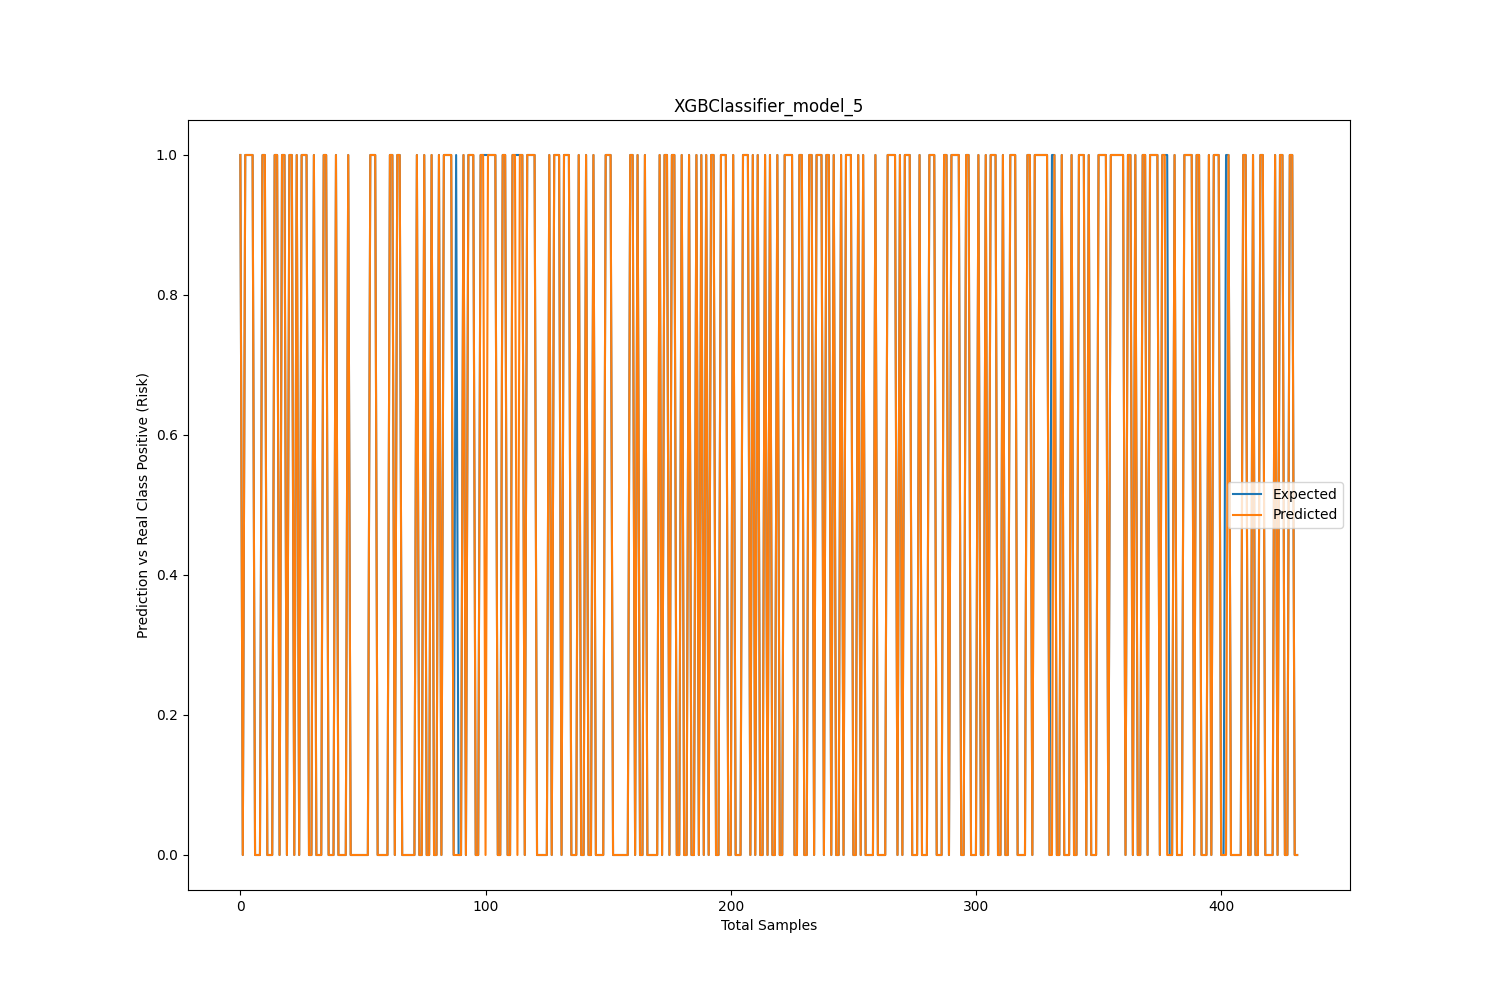 XGBClassifier_model_5
Prediction vs Real Class Positive (Risk)
1.0
0.8
0.6
0.4
0.2
0.0
Expected
Predicted
0 100 200 300 400
Total Samples